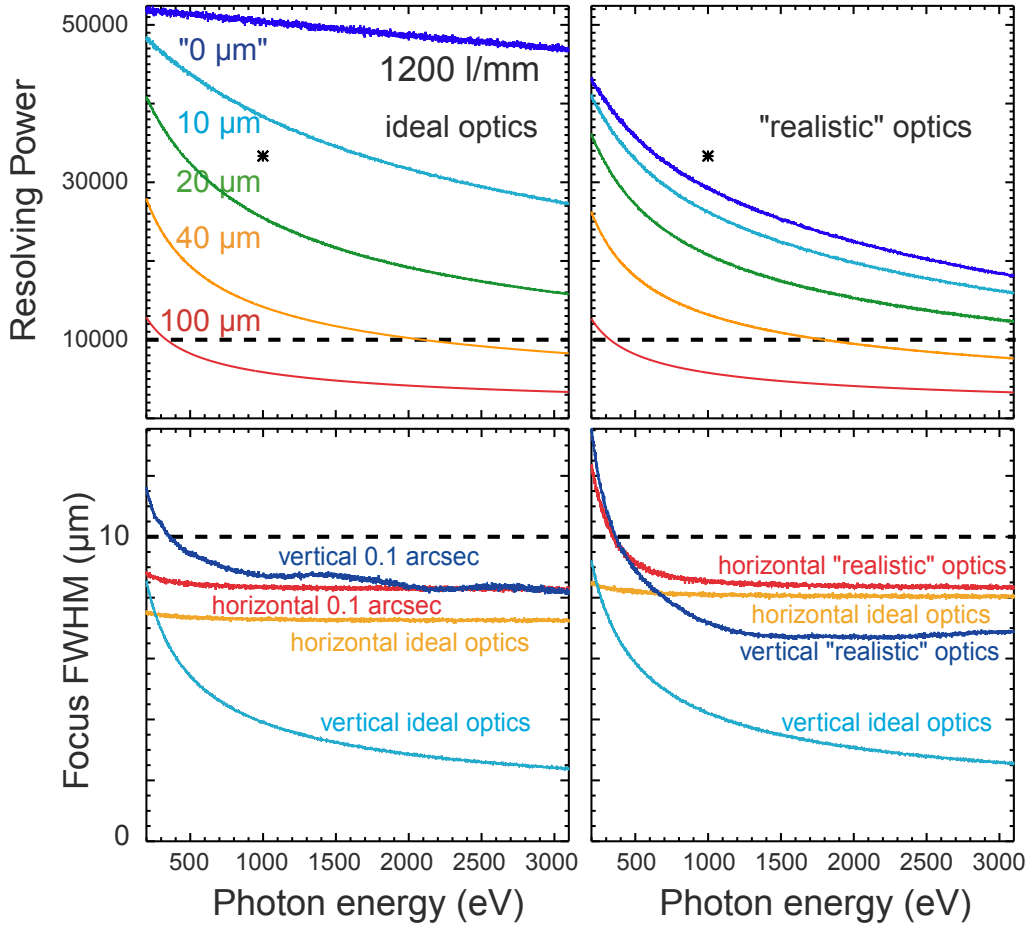 Resolving Power
50000
30000
10000
"0 µm"
1200 l/mm
10 µm
ideal optics
20 µm
40 µm
100 µm
"realistic" optics
Focus FWHM (µm)
10
0
vertical 0.1 arcsec
horizontal 0.1 arcsec
horizontal ideal optics
vertical ideal optics
500 1000 1500 2000 2500 3000
Photon energy (eV)
horizontal "realistic" optics
horizontal ideal optics
vertical "realistic" optics
vertical ideal optics
500 1000 1500 2000 2500 3000
Photon energy (eV)